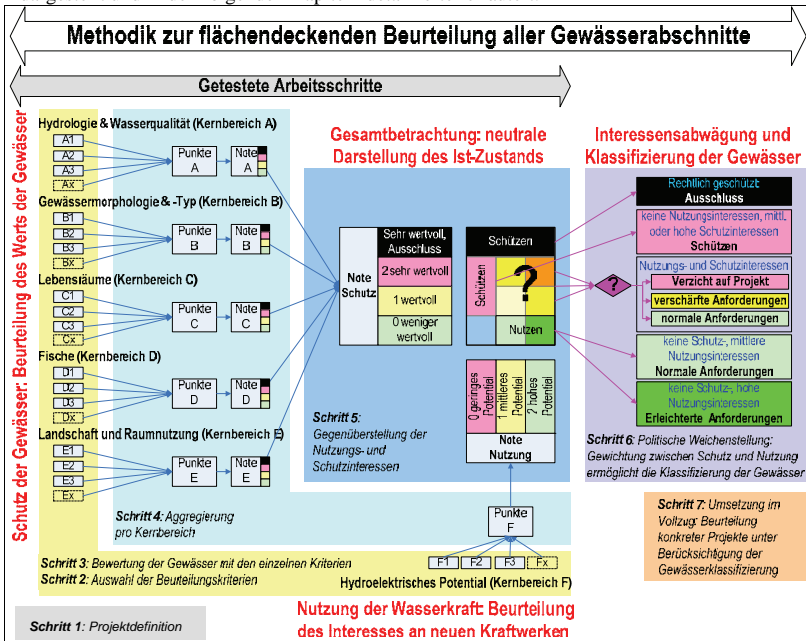 Methodik zur flächendeckenden Beurteilung aller Gewässerabschnitte
Getestete Arbeitsschritte
Schutz der Gewässer: Beurteilung des Werts der Gewässer
Hydrologie & Wasserqualität (Kernbereich A)
A1
A2
A3
Ax
Punkte
A
Note
A
Gewässermorphologie & -Typ (Kernbereich B)
B1
B2
B3
Bx
Punkte
B
Note
B
Lebensräume (Kernbereich C)
C1
C2
C3
Cx
Punkte
C
Note
C
Fische (Kernbereich D)
D1
D2
D3
Dx
Punkte
D
Note
D
Landschaft und Raumnutzung (Kernbereich E)
E1
E2
E3
Ex
Punkte
E
Note
E
Schritt 4: Aggregierung
pro Kernbereich
Schritt 3: Bewertung der Gewässer mit den einzelnen Kriterien
Schritt 2: Auswahl der Beurteilungskriterien
Schritt 1: Projektdefinition
Gesamtbetrachtung: neutrale
Darstellung des Ist-Zustands
Note
Schutz
Sehr wertvoll,
Ausschluss
2 sehr wertvoll
1 wertvoll
0 weniger
wertvoll
Schützen
Schützen
?
Nutzen
0 geringes
Potential
1 mittleres
Potential
2 hohes
Potential
Note
Nutzung
Schritt 5:
Gegenüberstellung der
Nutzungs- und
Schutzinteressen
Punkte
F
F1
F2
F3
Fx
Hydroelektrisches Potential (Kernbereich F)
Nutzung der Wasserkraft: Beurteilung
des Interesses an neuen Kraftwerken
Interessensabwägung und
Klassifizierung der Gewässer
Rechtlich geschützt:
Ausschluss
keine Nutzungsinteressen, mittl.
oder hohe Schutzinteressen
Schützen
?
Nutzungs- und Schutzinteressen
Verzicht auf Projekt
verschärfte Anforderungen
normale Anforderungen
keine Schutz-, mittlere
Nutzungsinteressen
Normale Anforderungen
keine Schutz-, hohe
Nutzungsinteressen
Erleichterte Anforderungen
Schritt 6: Politische Weichenstellung:
Gewichtung zwischen Schutz und Nutzung
ermöglicht die Klassifizierung der Gewässer
Schritt 7: Umsetzung im
Vollzug: Beurteilung
konkreter Projekte unter
Berücksichtigung der
Gewässerklassifizierung